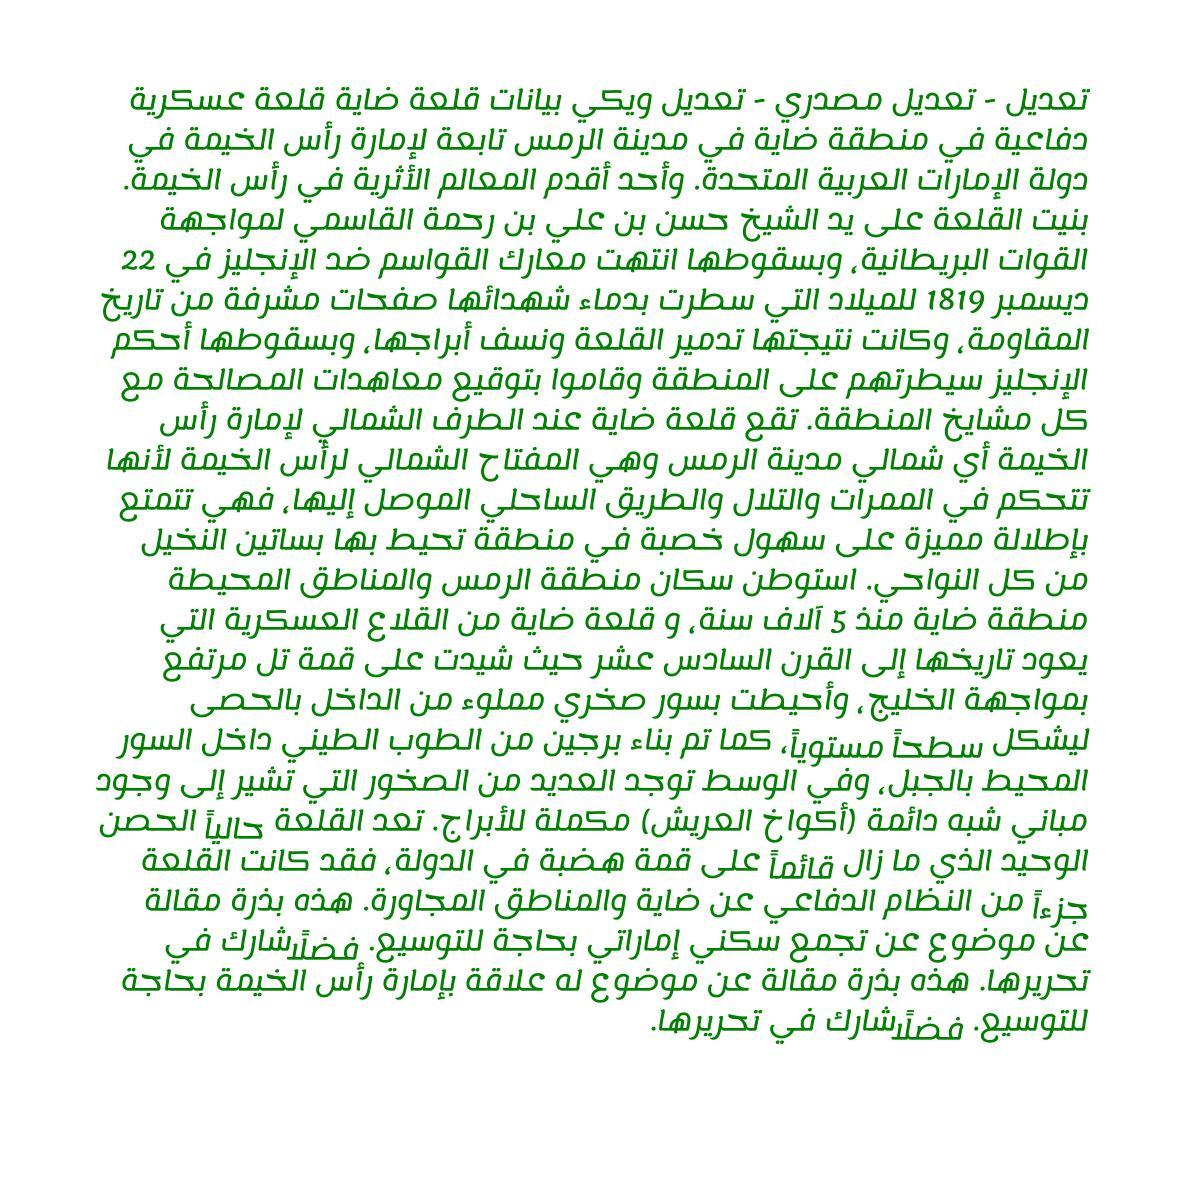 تعديل - تعديل مصدري - تعديل ويكي بيانات قلعة ضاية قلعة عسكرية
دفاعية في منطقة ضاية في مدينة الرمس تابعة لإمارة رأس الخيمة في
دولة الإمارات العربية المتحدة. وأحد أقدم المعالم الأثرية في رأس الخيمة.
بنيت القلعة على يد الشيخ حسن بن علي بن رحمة القاسمي لمواجهة
القوات البريطانية، وبسقوطها انتهت معارك القواسم ضد الإنجليز في 22
ديسمبر 1819 للميلاد التي سطرت بدماء شهدائها صفحات مشرفة من تاريخ
المقاومة، وكانت نتيجتها تدمير القلعة ونسف أبراجها، وبسقوطها أحكم
الإنجليز سيطرتهم على المنطقة وقاموا بتوقيع معاهدات المصالحة مع
كل مشايخ المنطقة. تقع قلعة ضاية عند الطرف الشمالي لإمارة رأس
الخيمة أي شمالي مدينة الرمس وهي المفتاح الشمالي لرأس الخيمة لأنها
تتحكم في الممرات والتلال والطريق الساحلي الموصل إليها، فهي تتمتع
بإطلالة مميزة على سهول خصبة في منطقة تحيط بها بساتين النخيل
من كل النواحي. استوطن سكان منطقة الرمس والمناطق المحيطة
منطقة ضاية منذ 5 آلاف سنة، و قلعة ضاية من القلاع العسكرية التي
يعود تاريخها إلى القرن السادس عشر حيث شيدت على قمة تل مرتفع
بمواجهة الخليج، وأحيطت بسور صخري مملوء من الداخل بالحصى
ليشكل سطحاً مستوياً، كما تم بناء برجين من الطوب الطيني داخل السور
المحيط بالجبل، وفي الوسط توجد العديد من الصخور التي تشير إلى وجود
مباني شبه دائمة (أكواخ العريش) مكملة للأبراج. تعد القلعة حالياً الحصن
الوحيد الذي ما زال قائماً على قمة هضبة في الدولة، فقد كانت القلعة
جزءاً من النظام الدفاعي عن ضاية والمناطق المجاورة. هذه بذرة مقالة
عن موضوع عن تجمع سكني إماراتي بحاجة للتوسيع. فضلًا شارك في
تحريرها. هذه بذرة مقالة عن موضوع له علاقة بإمارة رأس الخيمة بحاجة
للتوسيع. فضلًا شارك في تحريرها.